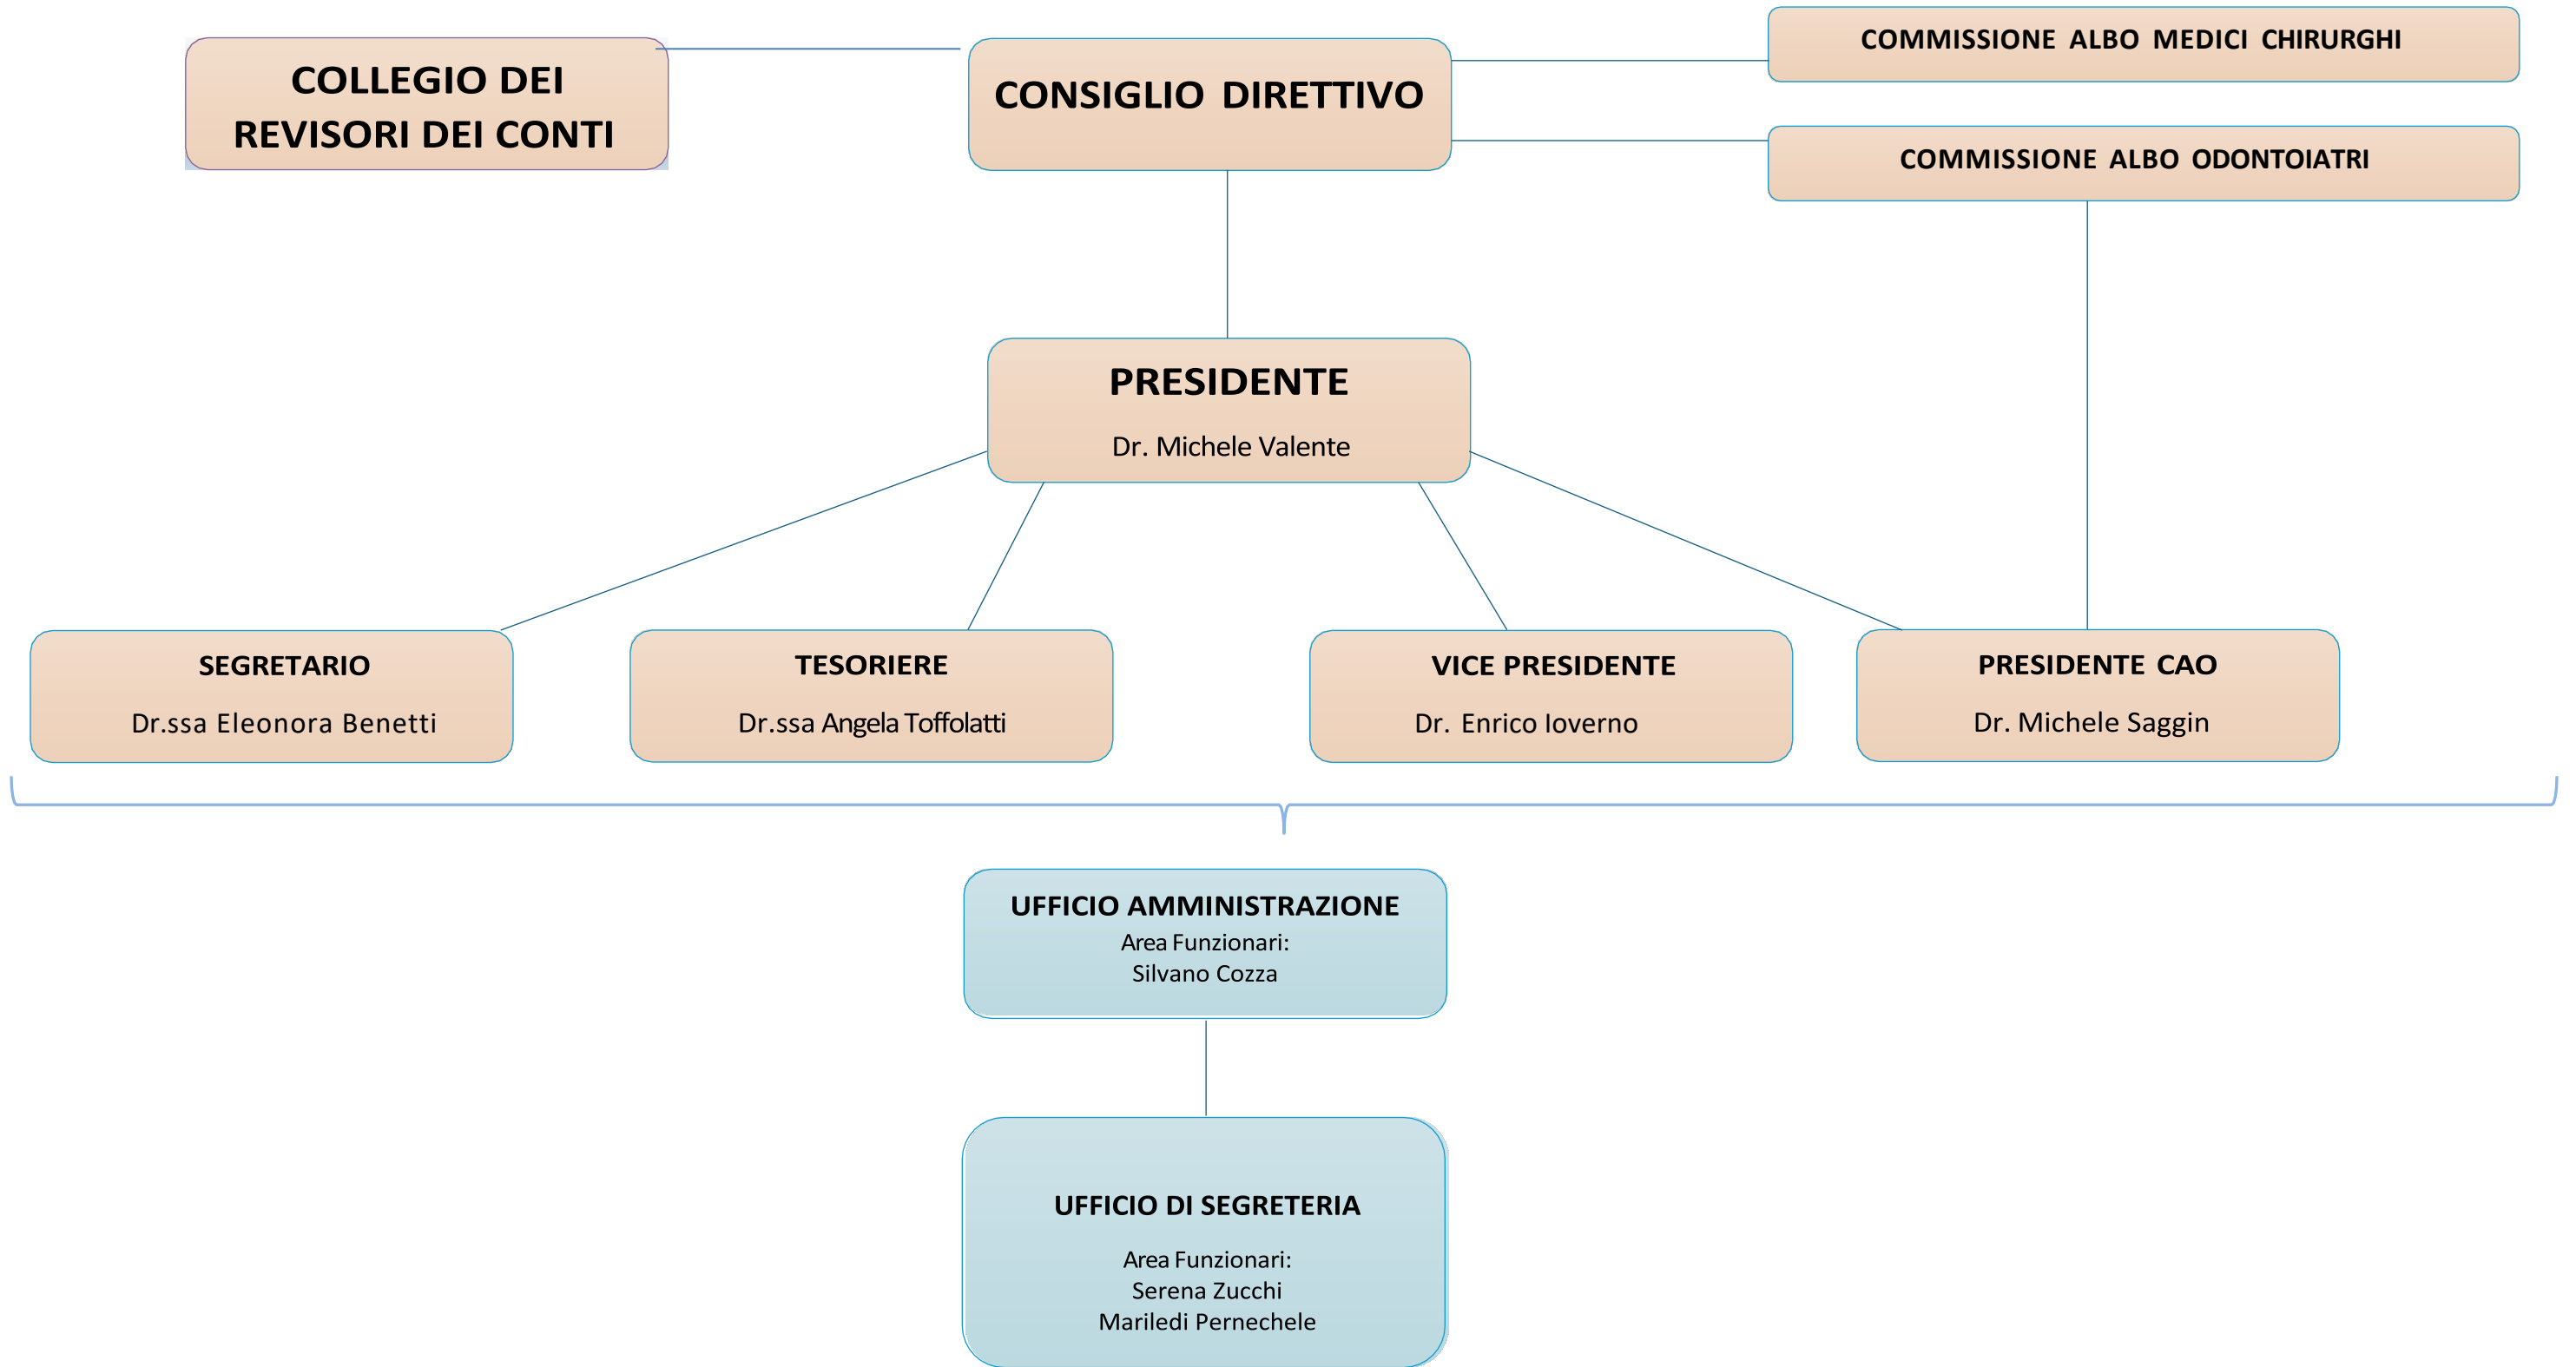 COLLEGIO DEI
REVISORI DEI CONTI
CONSIGLIO DIRETTIVO
COMMISSIONE ALBO MEDICI CHIRURGHI
COMMISSIONE ALBO ODONTOIATRI
PRESIDENTE
Dr. Michele Valente
SEGRETARIO
Dr.ssa Eleonora Benetti
TESORIERE
Dr.ssa Angela Toffolatti
VICE PRESIDENTE
Dr. Enrico Ioverno
PRESIDENTE CAO
Dr. Michele Saggin
UFFICIO AMMINISTRAZIONE
Area Funzionari:
Silvano Cozza
UFFICIO DI SEGRETERIA
Area Funzionari:
Serena Zucchi
Mariledi Pernechele